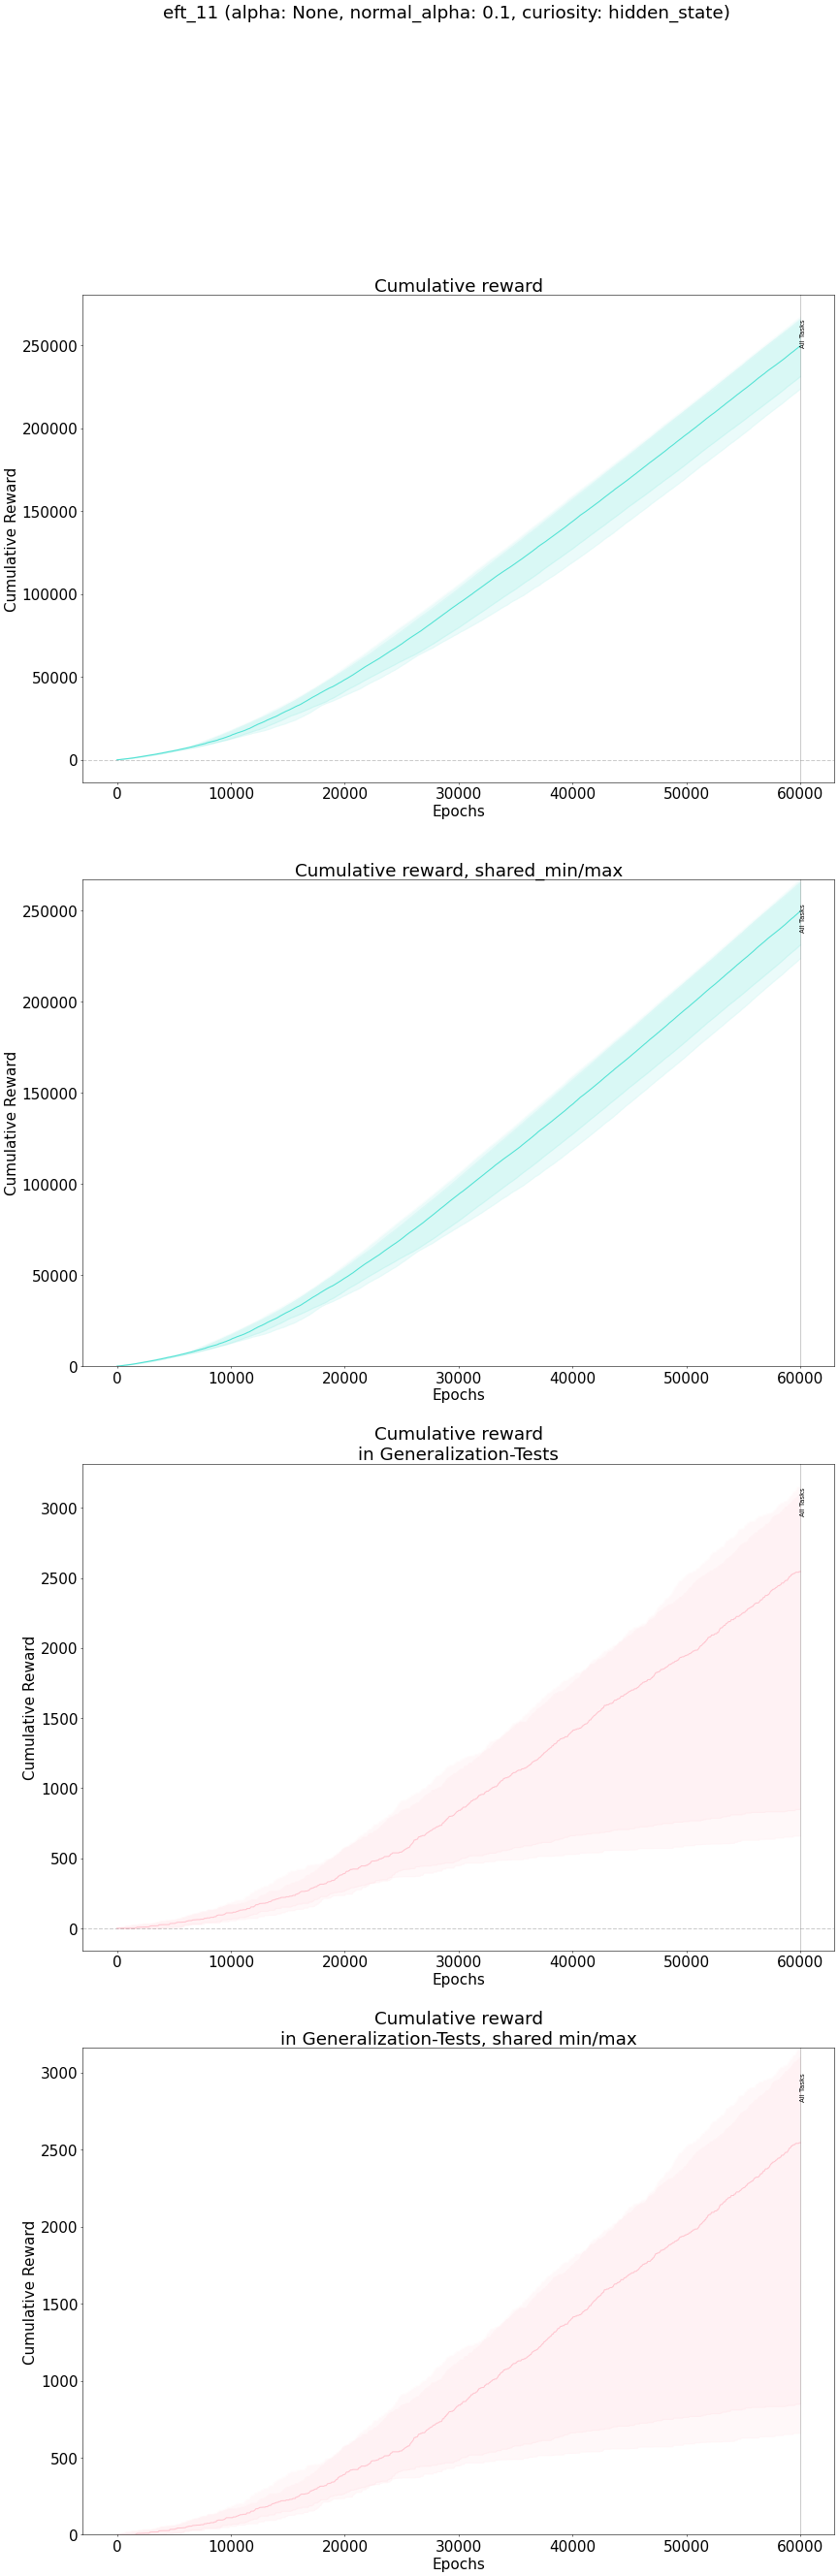 eft_11 (alpha: None, normal_alpha: 0.1, curiosity: hidden_state)
Cumulative reward
250000
200000
150000
100000
50000
0
Cumulative Reward
All Tasks
0 10000 20000 30000 40000 50000 60000
Epochs
Cumulative reward, shared_min/max
250000
200000
150000
100000
50000
0
Cumulative Reward
All Tasks
0 10000 20000 30000 40000 50000 60000
Epochs
Cumulative reward
in Generalization-Tests
3000
2500
2000
1500
1000
500
0
Cumulative Reward
All Tasks
0 10000 20000 30000 40000 50000 60000
Epochs
Cumulative reward
in Generalization-Tests, shared min/max
3000
2500
2000
1500
1000
500
0
Cumulative Reward
All Tasks
0 10000 20000 30000 40000 50000 60000
Epochs